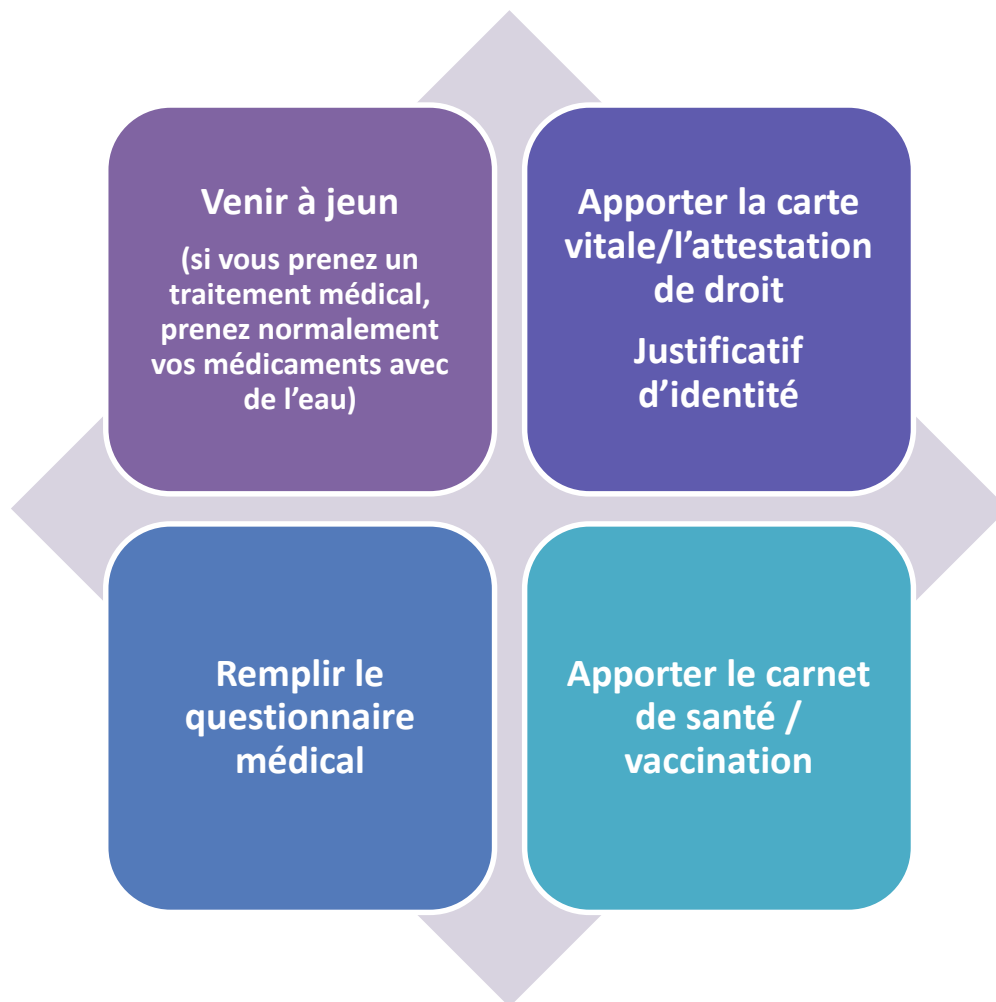 Venir à jeun
(si vous prenez un
traitement médical,
prenez normalement
vos médicaments avec
de l’eau)
Apporter la carte
vitale/l’attestation
de droit
Justificatif
d’identité
Remplir le
questionnaire
médical
Apporter le carnet
de santé /
vaccination